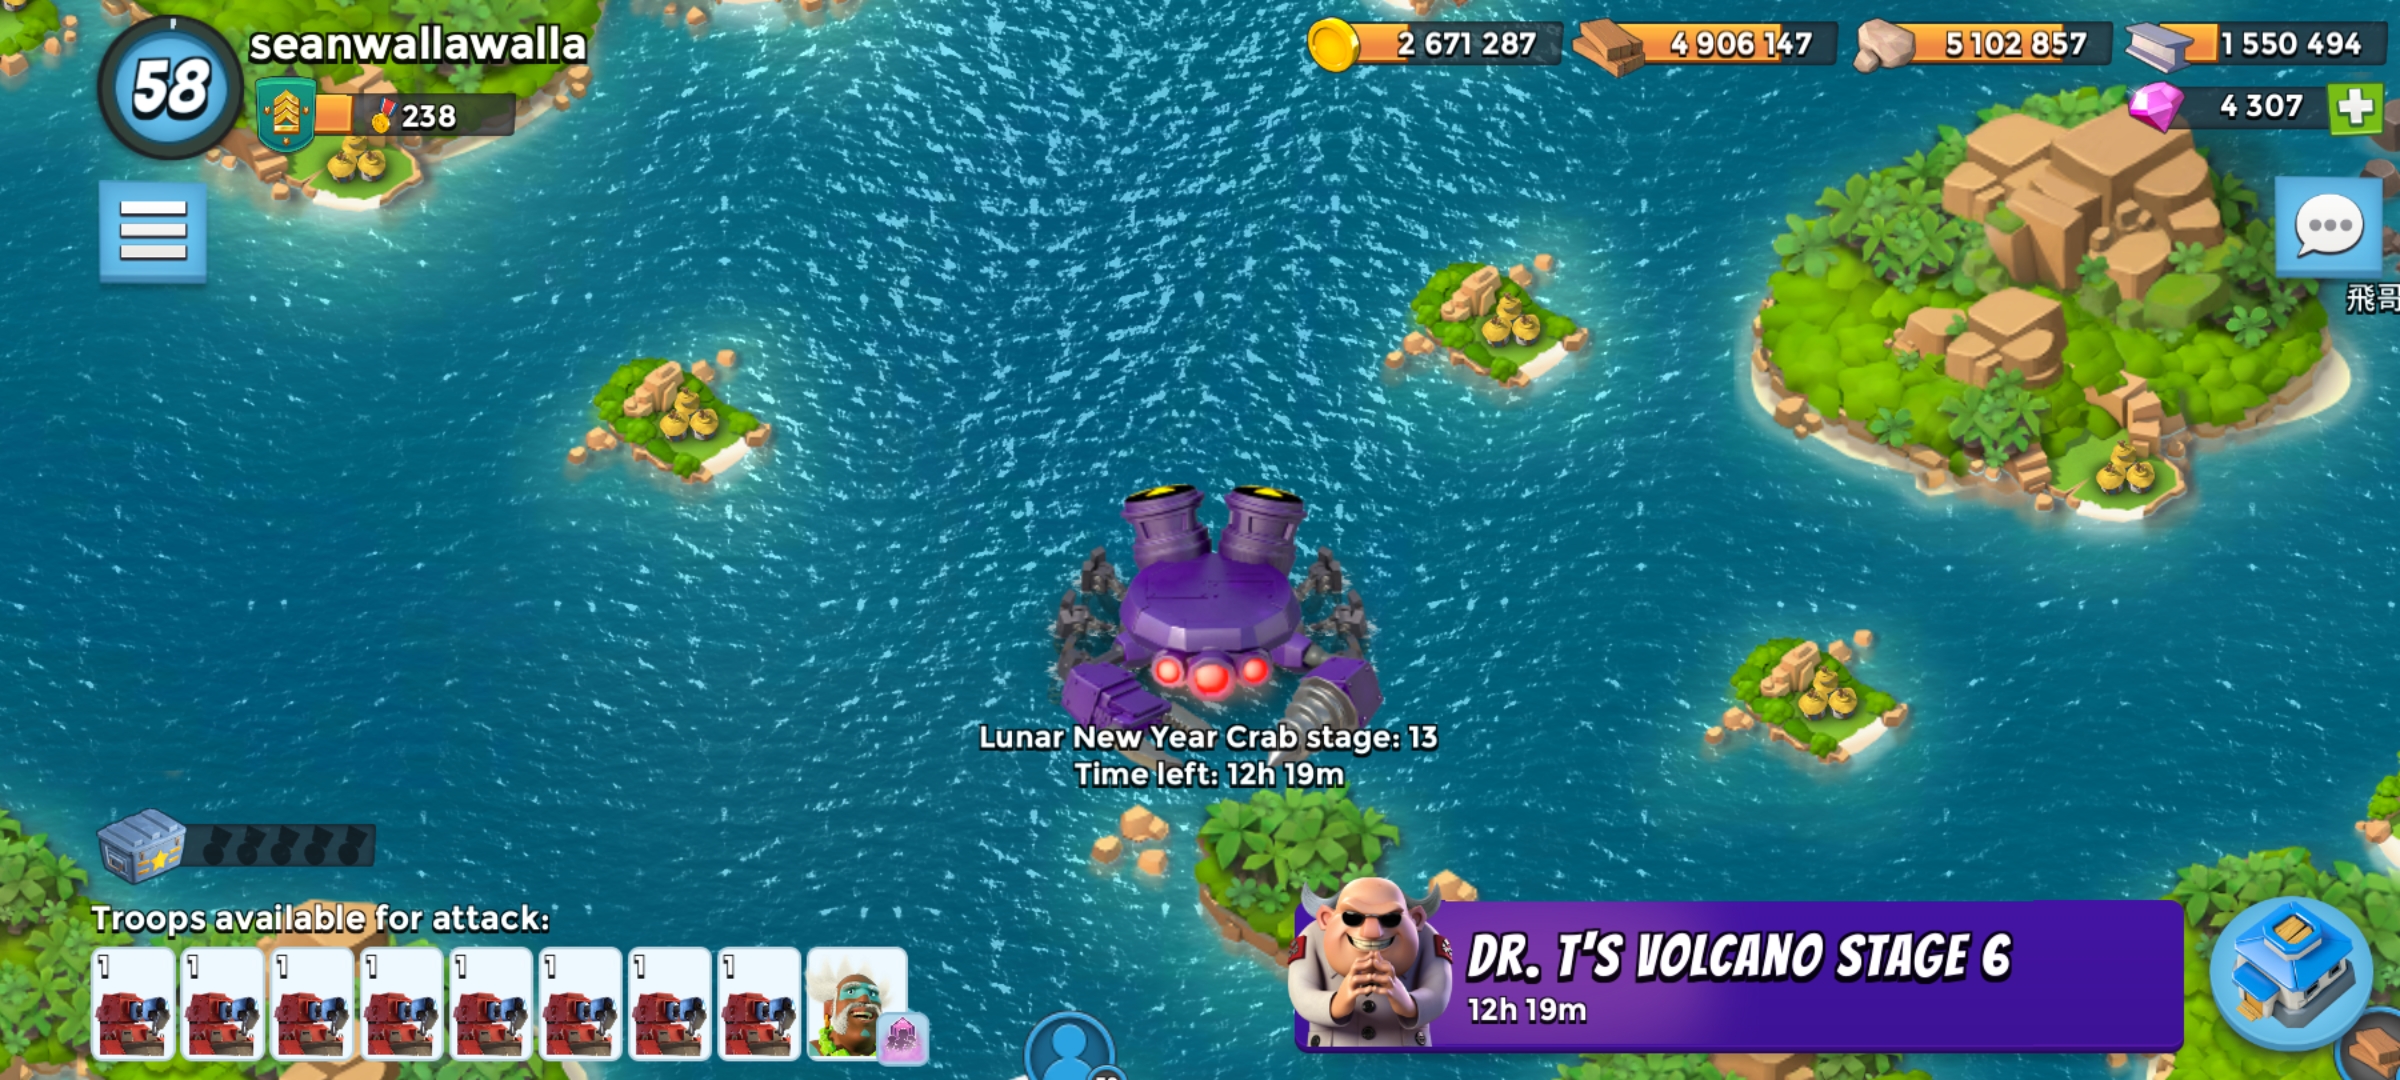 58
seanwallawalla
238
2 671 287
4 906 147
5 102 857
1 550 494
4 307
飛哥
Lunar New Year Crab stage: 13
Time left: 12h 19m
Troops available for attack:
1 1 1 1 1 1 1 1
DR. T'S VOLCANO STAGE 6
12h 19m